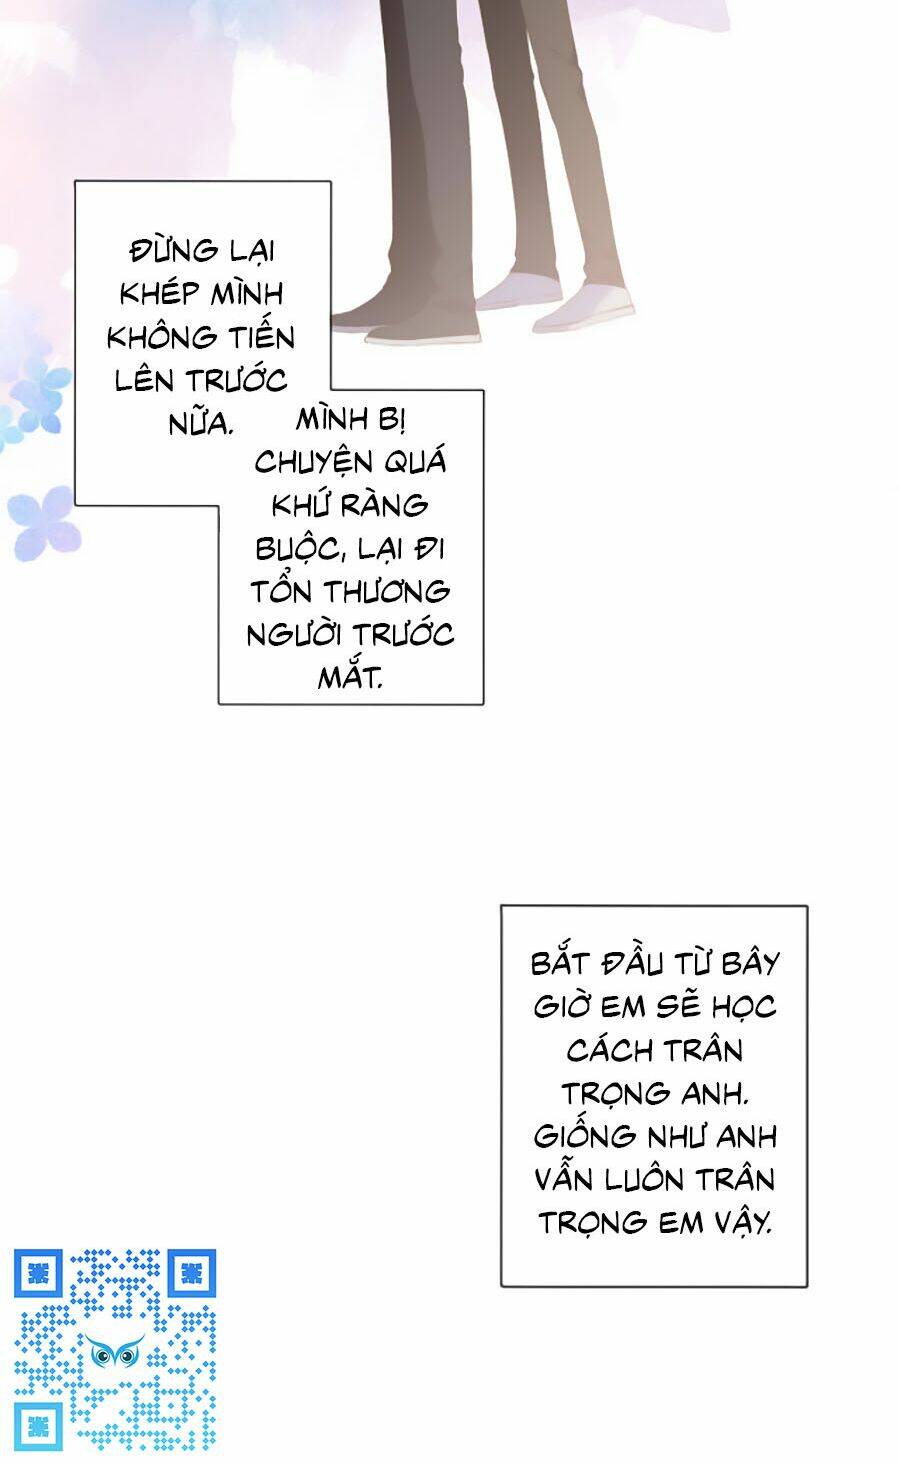 ĐỪNG LẠI
KHÉP MÌNH
KHÔNG TIẾN
LÊN TRƯỚC
NỮA.
MÌNH BỊ
CHUYỆN QUÁ
KHỨ RÀNG
BUỘC, LẠI ĐI
TỔN THƯƠNG
NGƯỜI TRƯỚC
MẮT.
BẮT ĐẦU TỪ BÂY
GIỜ EM SẼ HỌC
CÁCH TRÂN
TRỌNG ANH.
GIỐNG NHƯ ANH
VẪN LUÔN TRÂN
TRỌNG EM VẬY.